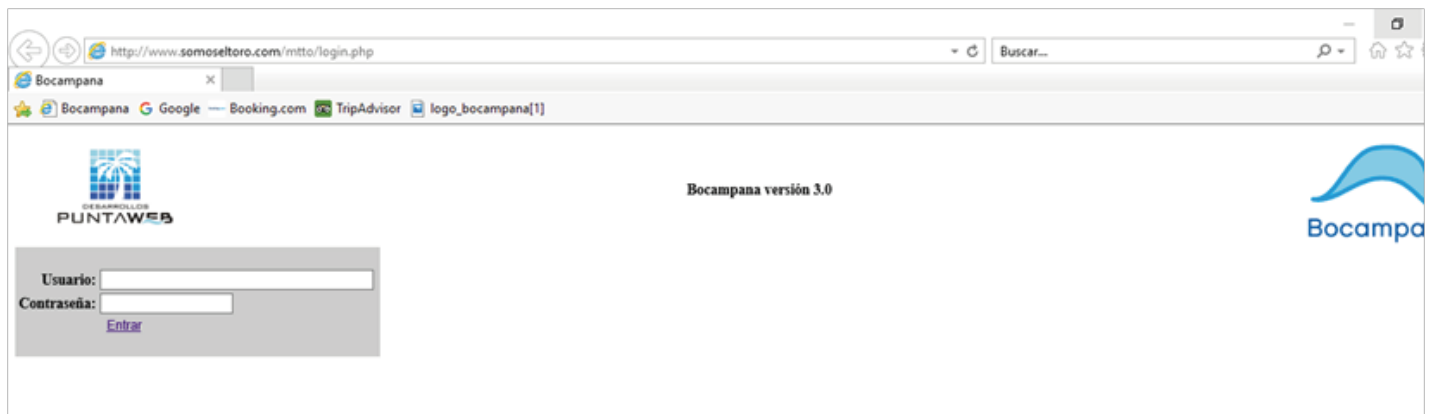 http://www.somoseltoro.com/mtto/login.php
Buscar...
Bocampana
Bocampana Google Booking.com TripAdvisor logo_bocampana[1]
DESARROLLOS
PUNTAWEB
Bocampana versión 3.0
Bocampa
Usuario:
Contraseña:
Entrar